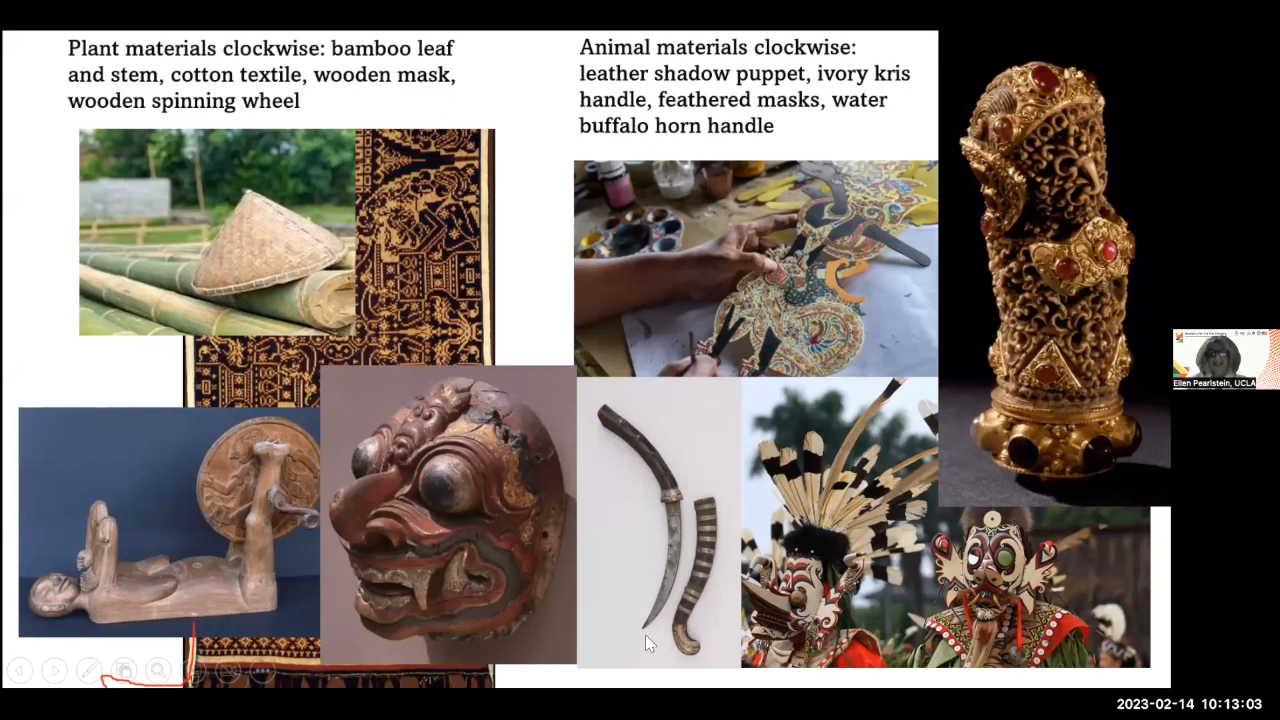 Plant materials clockwise: bamboo leaf
and stem, cotton textile, wooden mask,
wooden spinning wheel
Animal materials clockwise:
leather shadow puppet, ivory kris
handle, feathered masks, water
buffalo horn handle
Ellen Pearlstein, UCLA
2023-02-14 10:13:03